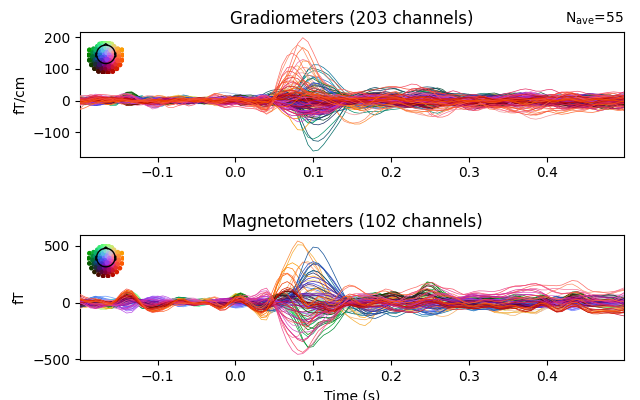 Gradiometers (203 channels)
Nave=55
200
100
0
−100
fT/cm
−0.1 0.0 0.1 0.2 0.3 0.4
Magnetometers (102 channels)
500
0
−500
fT
−0.1 0.0 0.1 0.2 0.3 0.4
Time (s)